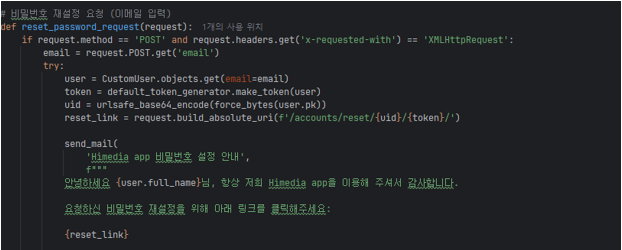 # 비밀번호 재설정 요청 (이메일 입력)
def reset_password_request(request): 1개의 사용 위치
    if request.method == 'POST' and request.headers.get('x-requested-with') == 'XMLHttpRequest':
        email = request.POST.get('email')
        try:
            user = CustomUser.objects.get(email=email)
            token = default_token_generator.make_token(user)
            uid = urlsafe_base64_encode(force_bytes(user.pk))
            reset_link = request.build_absolute_uri(f'/accounts/reset/{uid}/{token}/')

            send_mail(
                'Himedia app 비밀번호 설정 안내',
                f"""
            안녕하세요 {user.full_name}님, 항상 저희 Himedia app을 이용해 주셔서 감사합니다.

            요청하신 비밀번호 재설정을 위해 아래 링크를 클릭해주세요:

            {reset_link}